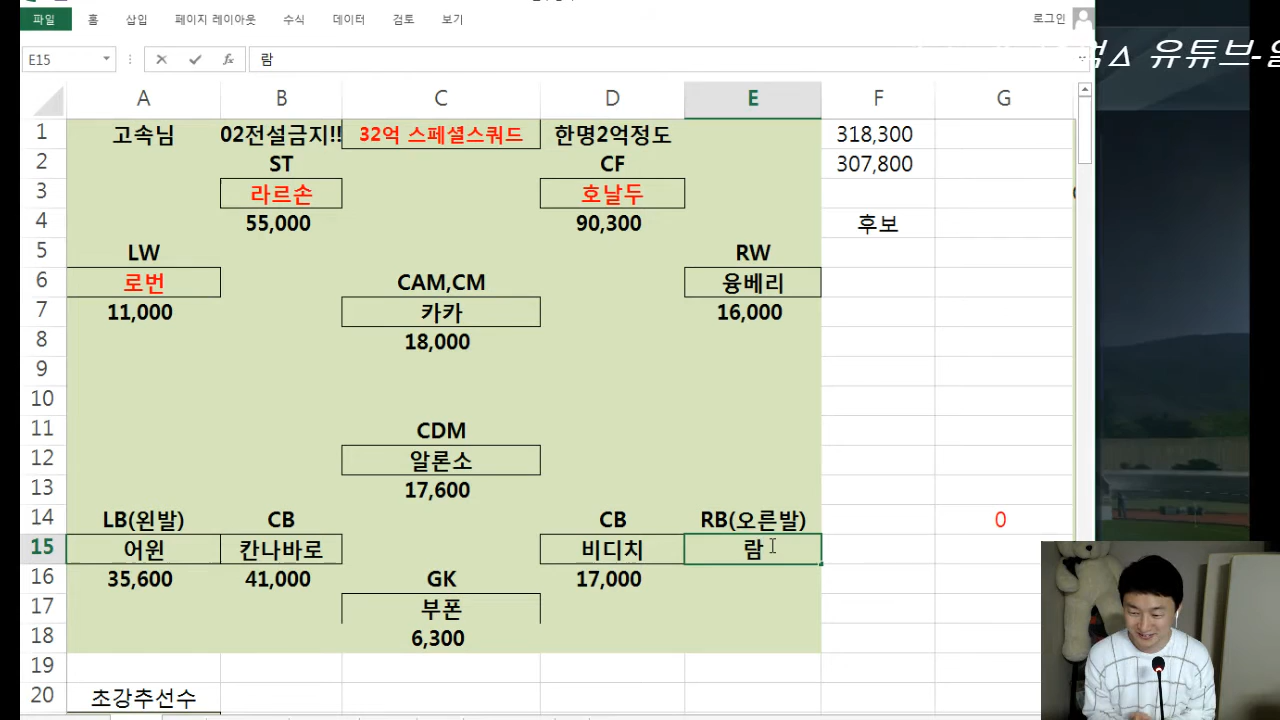 파일 홈 삽입 페이지 레이아웃 수식 데이터 검토 보기 로그인
유튜브
E15 fx 람
A B C D E F G
1 고속님 02전설금지!! 32억 스페셜스쿼드 한명2억정도 318,300
2 ST CF 307,800
3 라르손 호날두
4 55,000 90,300 후보
5 LW RW
6 로번 CAM,CM 융베리
7 11,000 카카 16,000
8 18,000
9
10
11 CDM
12 알론소
13 17,600
14 LB(왼발) CB CB RB(오른발) 0
15 어윈 칸나바로 비디치 람
16 35,600 41,000 GK 17,000
17 부폰
18 6,300
19
20 초강추선수